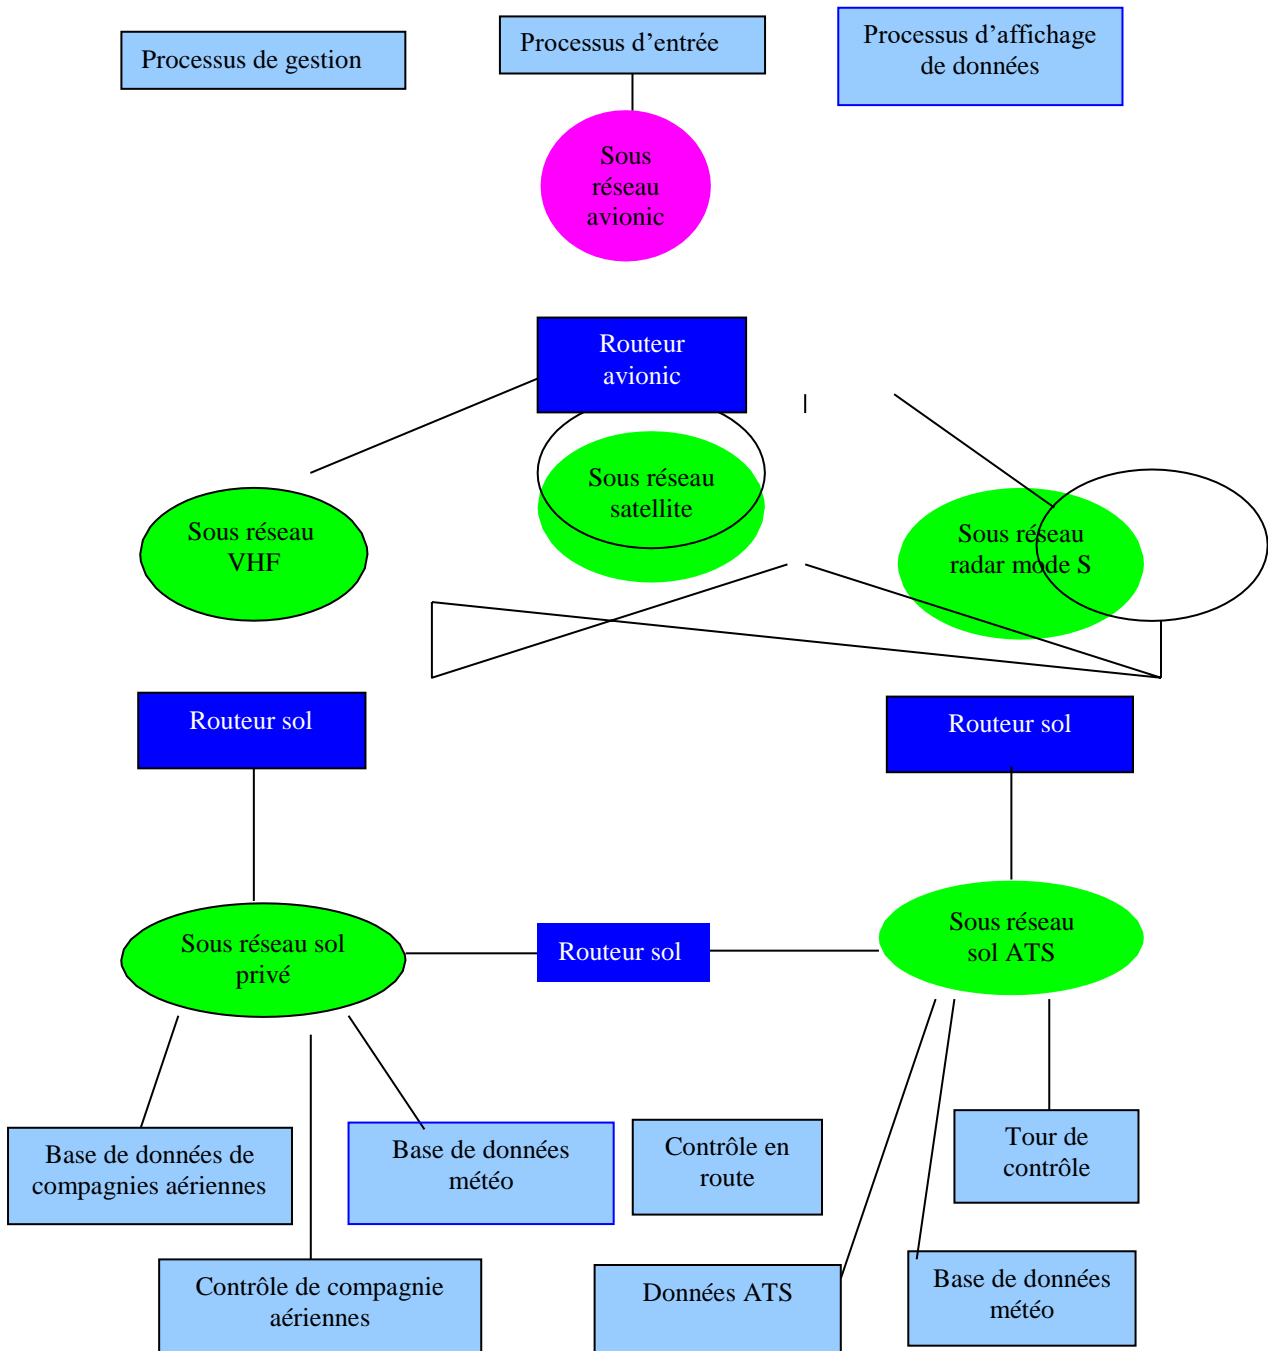 Processus de gestion
Processus d’entrée
Processus d’affichage
de données
Sous
réseau
avionic
Routeur
avionic
Sous réseau
satellite
Sous réseau
VHF
Sous réseau
radar mode S
Routeur sol
Routeur sol
Sous réseau sol
privé
Routeur sol
Sous réseau
sol ATS
Base de données de
compagnies aériennes
Base de données
météo
Contrôle en
route
Tour de
contrôle
Contrôle de compagnie
aériennes
Données ATS
Base de données
météo